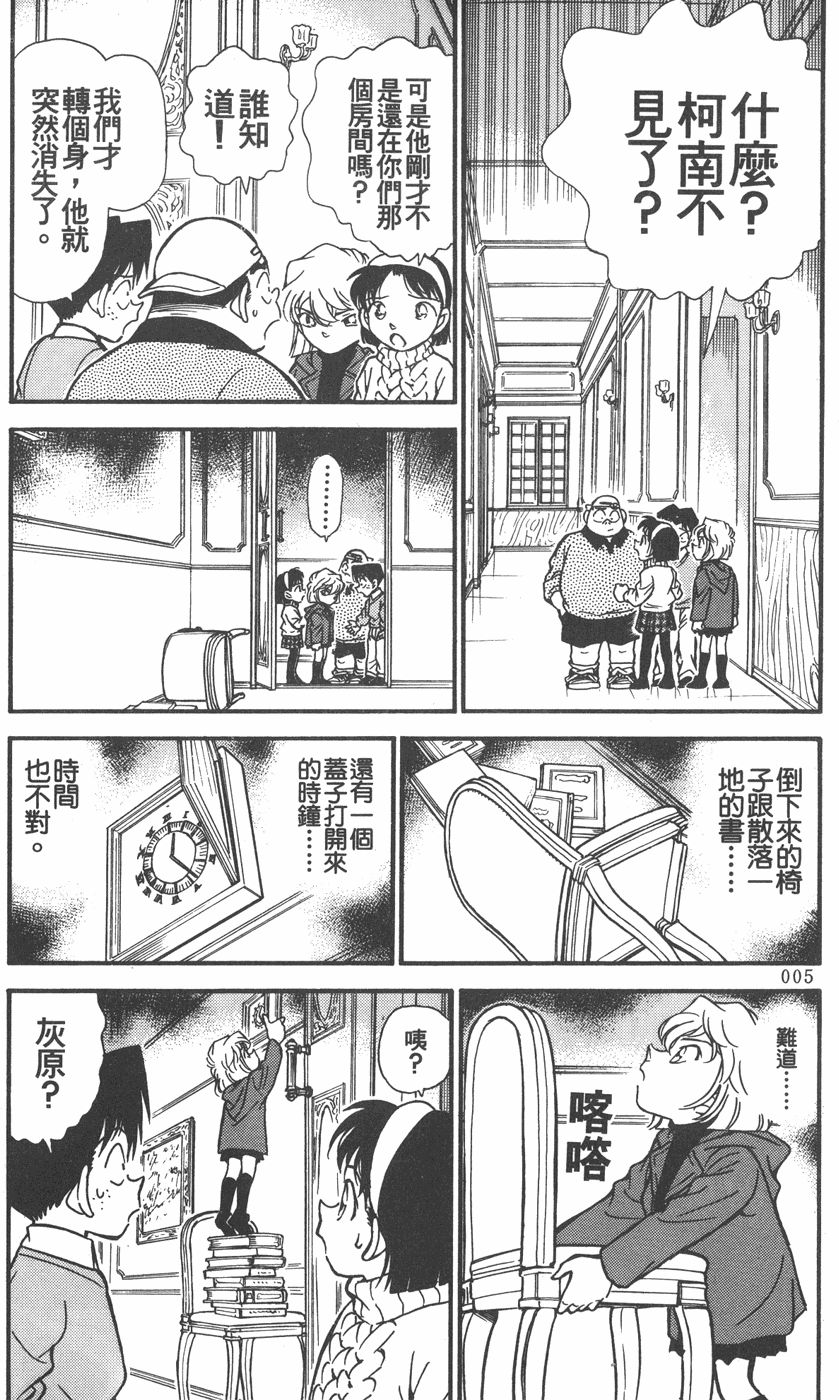 什麼？
柯南不
見了？
可是他剛才不
是還在你們那
個房間嗎？
誰知
道！
我們才
轉個身，他就
突然消失了。
………
倒下來的椅
子跟散落一
地的書……
還有一個
蓋子打開來
的時鐘……
時間
也不對。
005
難道……
喀嗒
咦？
灰原？